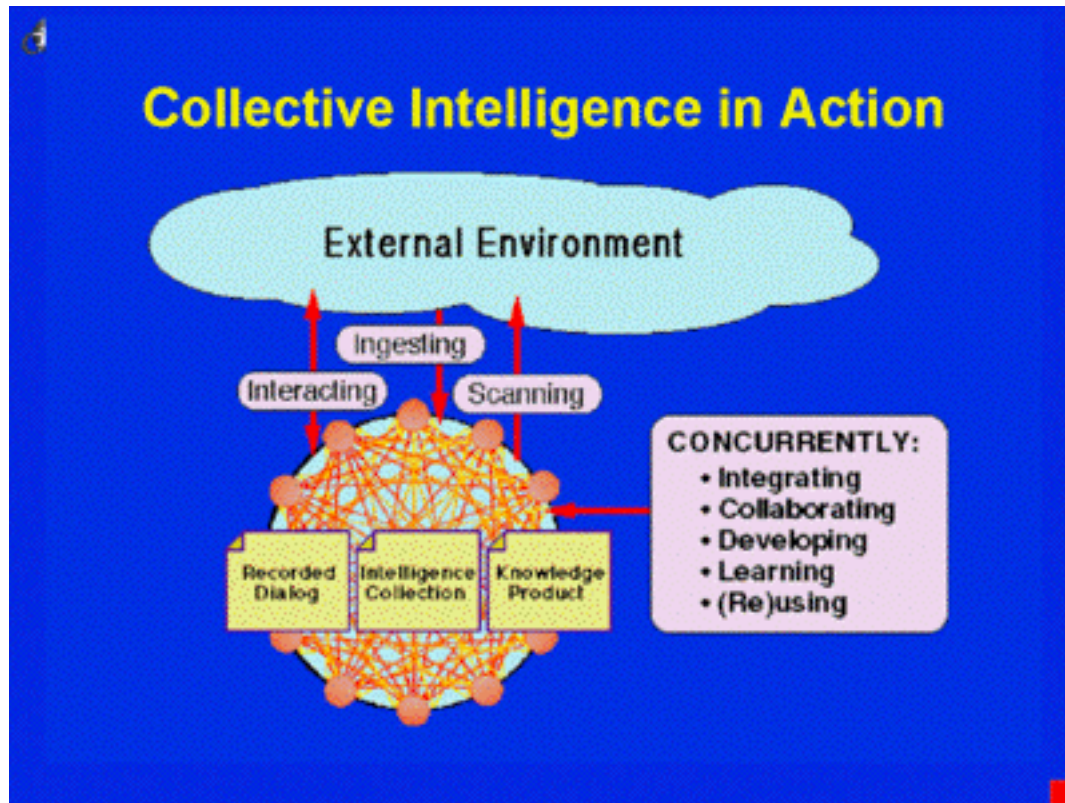 Collective Intelligence in Action
External Environment
Ingesting
Interacting
Scanning
CONCURRENTLY:
• Integrating
• Collaborating
• Developing
• Learning
• (Re)using
Recorded
Dialog
Intelligence
Collection
Knowledge
Product